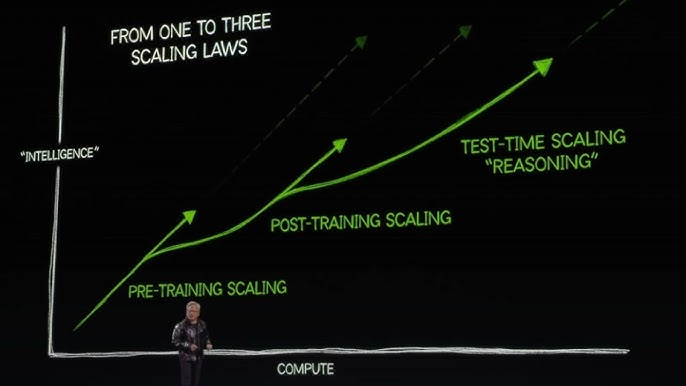 FROM ONE TO THREE
SCALING LAWS
"INTELLIGENCE"
TEST-TIME SCALING
"REASONING"
POST-TRAINING SCALING
PRE-TRAINING SCALING
COMPUTE